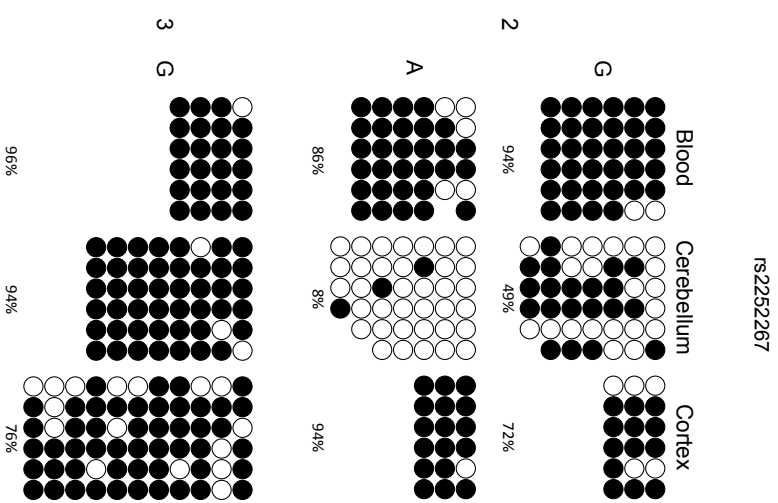 rs2252267
Blood Cerebellum Cortex
2 G
94% 49% 72%
A
86% 8% 94%
3 G
96% 94% 76%